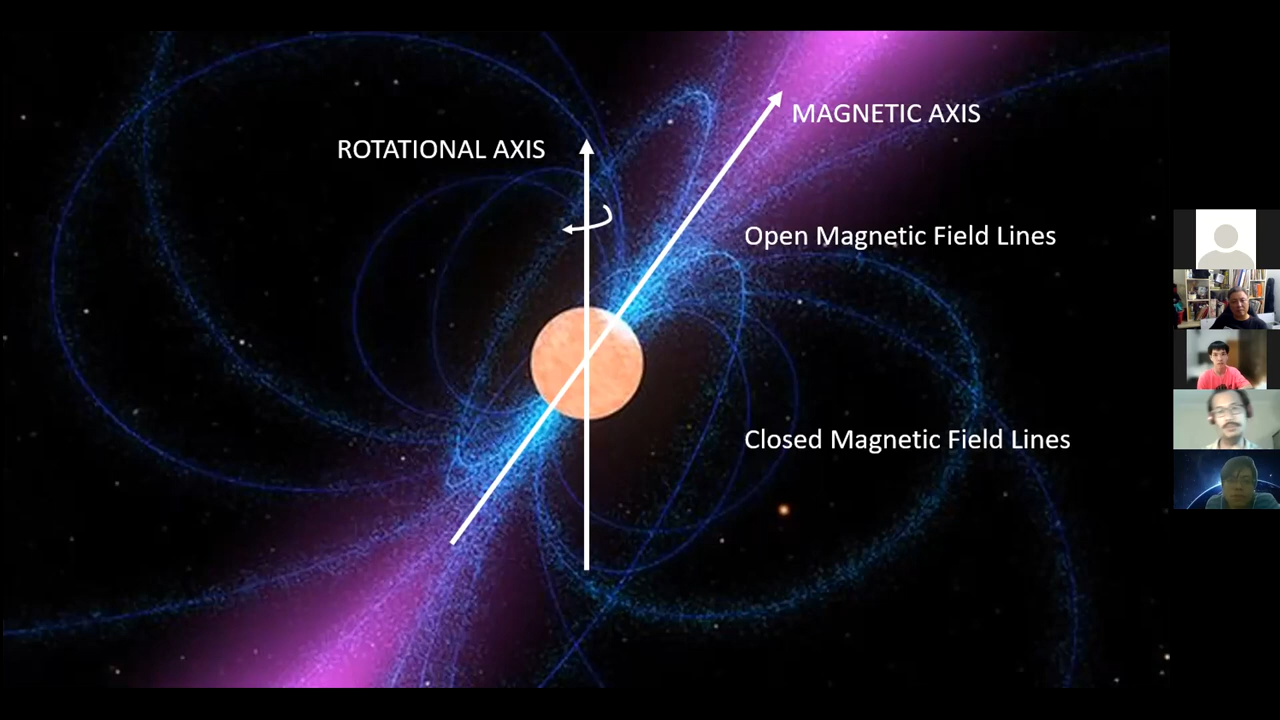 MAGNETIC AXIS
ROTATIONAL AXIS
Open Magnetic Field Lines
Closed Magnetic Field Lines